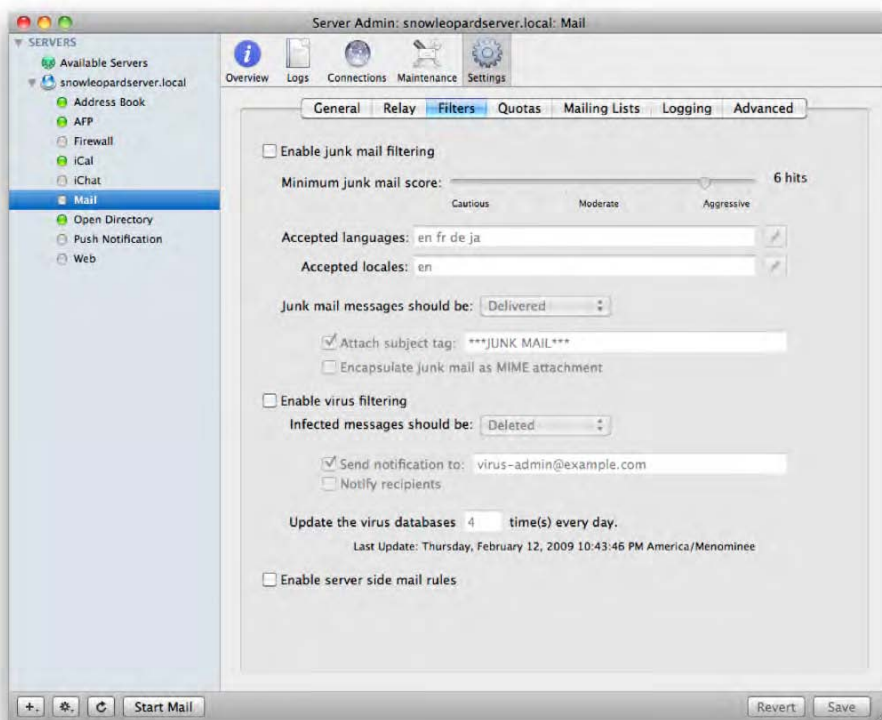 Server Admin: snowleopardserver.local: Mail
SERVERS
Available Servers
snowleopardserver.local
Address Book
AFP
Firewall
iCal
iChat
Mail
Open Directory
Push Notification
Web
Overview Logs Connections Maintenance Settings
General Relay Filters Quotas Mailing Lists Logging Advanced
Enable junk mail filtering
Minimum junk mail score: 6 hits
Cautious Moderate Aggressive
Accepted languages: en fr de ja
Accepted locales: en
Junk mail messages should be: Delivered
Attach subject tag: ***JUNK MAIL***
Encapsulate junk mail as MIME attachment
Enable virus filtering
Infected messages should be: Deleted
Send notification to: virus-admin@example.com
Notify recipients
Update the virus databases 4 time(s) every day.
Last Update: Thursday, February 12, 2009 10:43:46 PM America/Menominee
Enable server side mail rules
Start Mail Revert Save